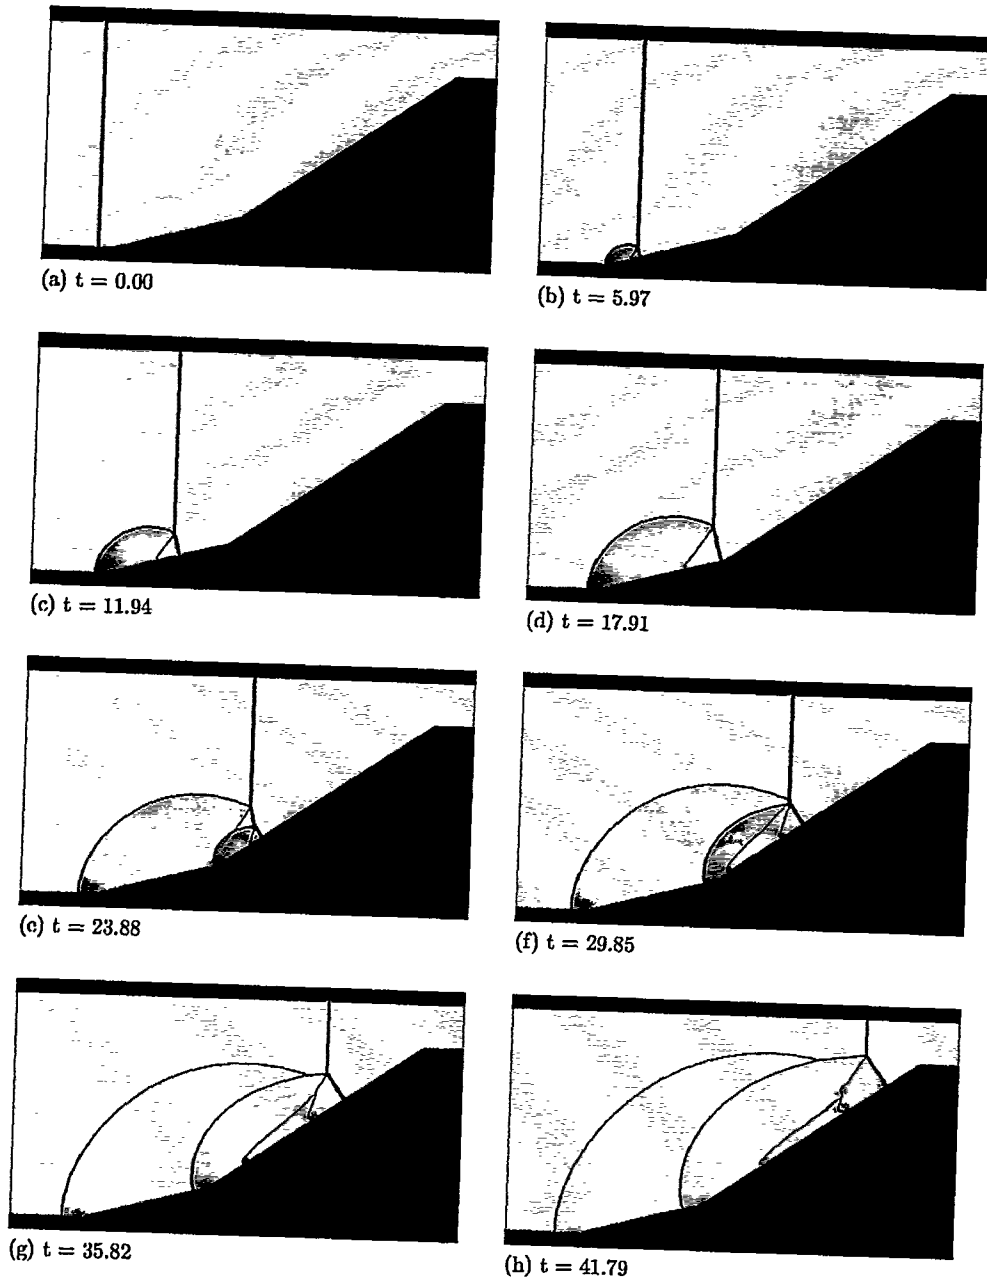 (a) t = 0.00
(b) t = 5.97
(c) t = 11.94
(d) t = 17.91
(e) t = 23.88
(f) t = 29.85
(g) t = 35.82
(h) t = 41.79